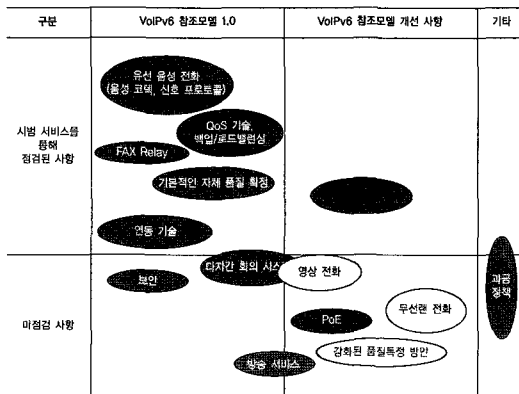 구분
VoIPv6 참조모델 1.0
VoIPv6 참조모델 개선 사항
기타
시범 서비스를
통해
점검된 사항
유선 음성 전화
(음성 코덱, 신호 프로토콜)
QoS 기술,
백업/로드밸런싱
FAX Relay
기본적인 자체 품질 확정
연동 기술
다자간 회의 시스
영상 전화
보안
과금
정책
미점검 사항
무선랜 전화
PoE
강화된 품질측정 방안
방송 서비스